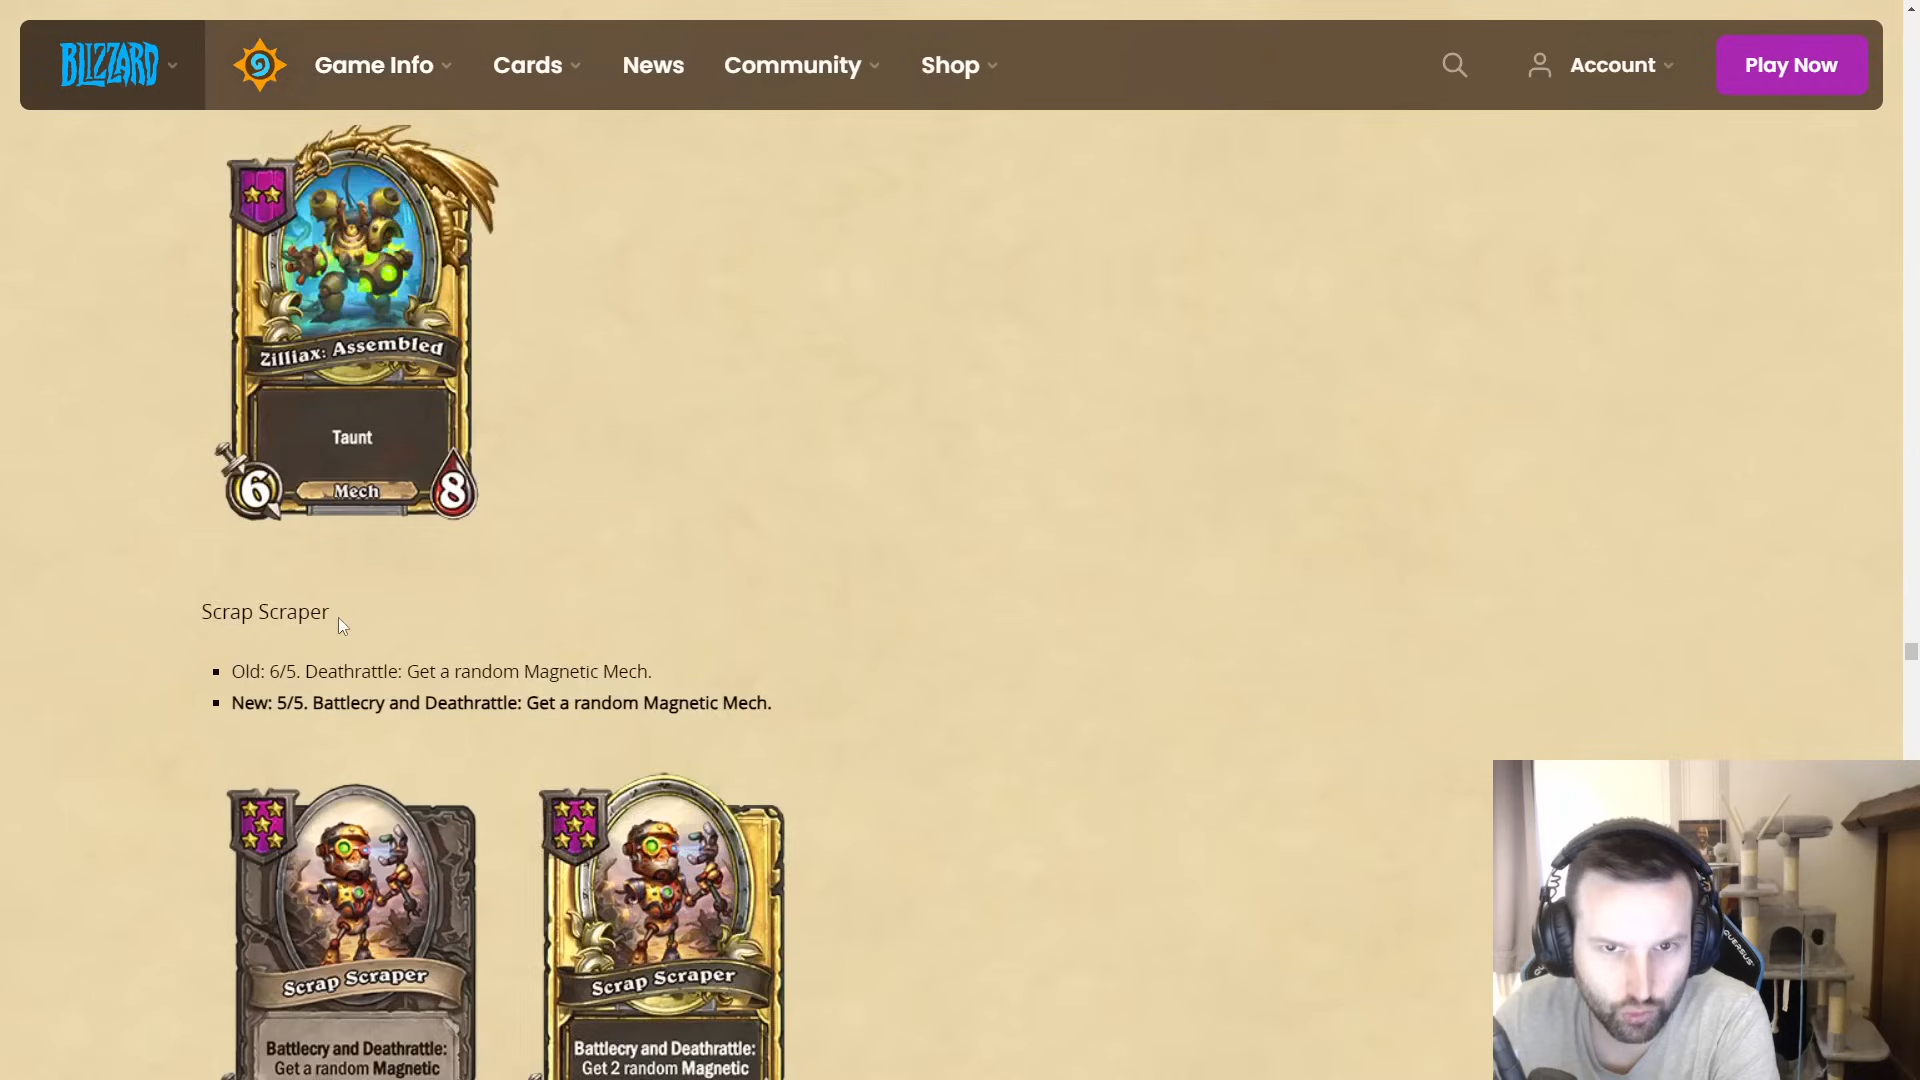 BLIZZARD
Game Info
Cards
News
Community
Shop
Account
Play Now
Zilliax: Assembled
Taunt
6
Mech
8
Scrap Scraper
▪ Old: 6/5. Deathrattle: Get a random Magnetic Mech.
▪ New: 5/5. Battlecry and Deathrattle: Get a random Magnetic Mech.
Scrap Scraper
Battlecry and Deathrattle:
Get a random Magnetic
Scrap Scraper
Battlecry and Deathrattle:
Get 2 random Magnetic
QUERSUS